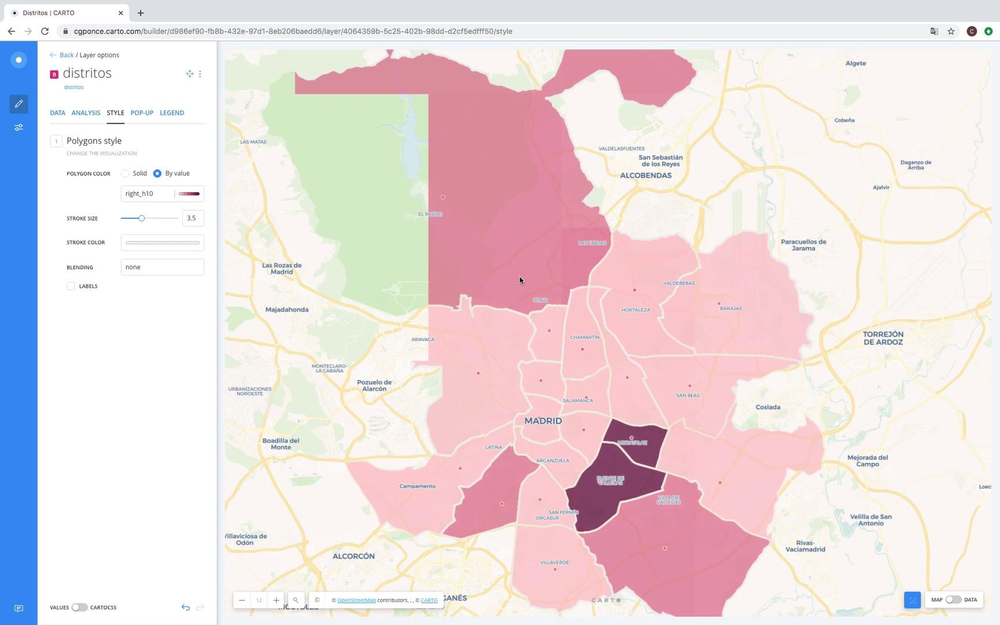 Distritos | CARTO
cgponce.carto.com/builder/d986ef90-fb8b-432e-97d1-8eb206baedd6/layer/4064359b-5c25-402b-98dd-d2cf5edfff50/style
C
Back / Layer options
B distritos
distritos
DATA ANALYSIS STYLE POP-UP LEGEND
1 Polygons style
CHANGE THE VISUALIZATION
POLYGON COLOR Solid By value
right_h10
STROKE SIZE 3.5
STROKE COLOR
BLENDING none
LABELS
VALUES CARTOCSS
Algete
Cobeña
LAS MATAS
VALDELASFUENTES
San Sebastián
de los Reyes
ALCOBENDAS
Daganzo de
Arriba
Ajalvir
EL PARDO
LAS TABLAS
Paracuellos de
Jarama
Las Rozas de
Madrid
VALDEBEBAS
PILAR
Majadahonda
HORTALEZA
BARAJAS
ARAVACA
CHAMARTÍN
TORREJÓN
DE ARDOZ
MONTECLARO-
LA CABAÑA
Pozuelo de
Alarcón
URBANIZACIONES
NOROESTE
SALAMANCA
SAN BLAS
Coslada
MADRID
Boadilla del
Monte
LATINA
MORATALAZ
ARGANZUELA
Mejorada del
Campo
PUENTE DE
VALLECAS
Campamento
Loec
VILLA DE
VALLECAS
SAN FERMÍN
ORCASUR
Velilla de San
Antonio
Villaviciosa de
Odón
Rivas-
Vaciamadrid
ALCORCÓN
VILLAVERDE
GANÉS
MÓSTOLES
12
© © OpenStreetMap contributors, , , © CARTO
CARTO
MAP DATA